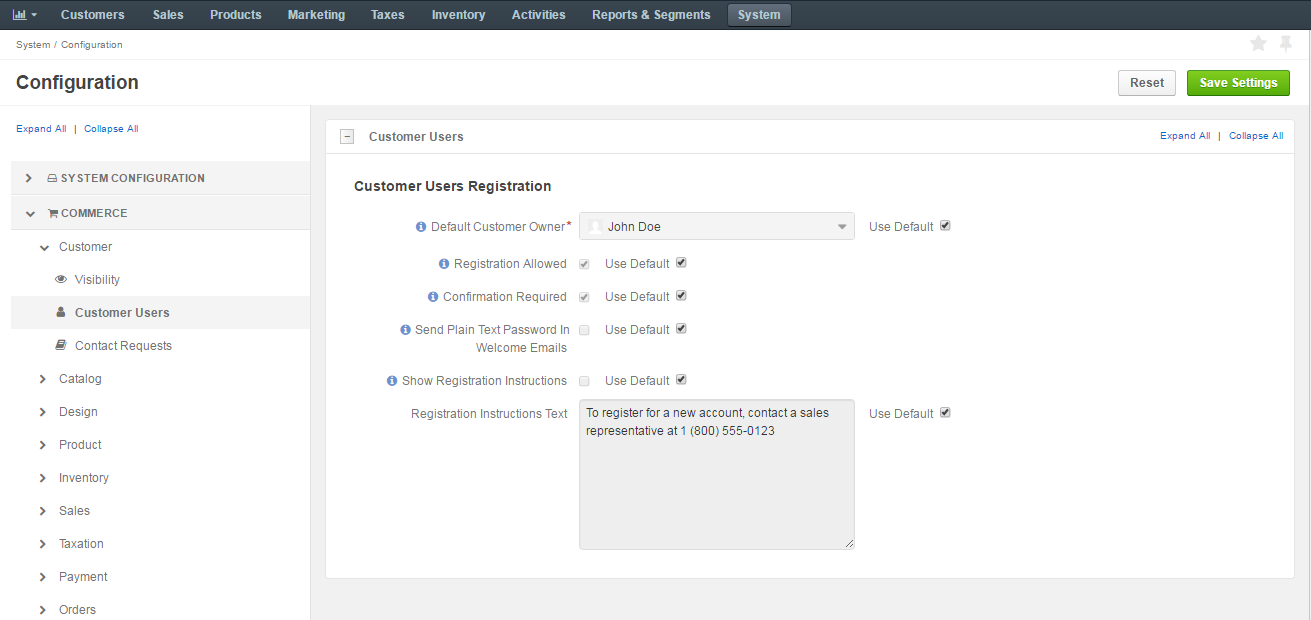 Customers Sales Products Marketing Taxes Inventory Activities Reports & Segments System
System / Configuration
Configuration
Reset Save Settings
Expand All | Collapse All
SYSTEM CONFIGURATION
COMMERCE
Customer
Visibility
Customer Users
Contact Requests
Catalog
Design
Product
Inventory
Sales
Taxation
Payment
Orders
Customer Users
Expand All | Collapse All
Customer Users Registration
Default Customer Owner* John Doe Use Default
Registration Allowed Use Default
Confirmation Required Use Default
Send Plain Text Password In Use Default
Welcome Emails
Show Registration Instructions Use Default
Registration Instructions Text To register for a new account, contact a sales Use Default
representative at 1 (800) 555-0123